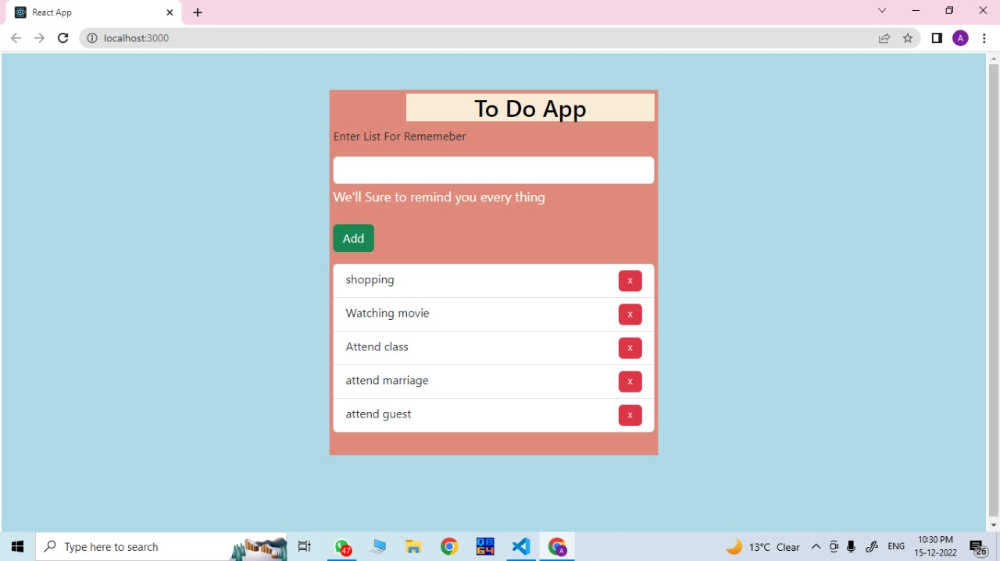 React App
localhost:3000
A
To Do App
Enter List For Rememeber
We'll Sure to remind you every thing
Add
shopping x
Watching movie x
Attend class x
attend marriage x
attend guest x
Type here to search
47
QB
64
A
13°C Clear
ENG
10:30 PM
15-12-2022
26